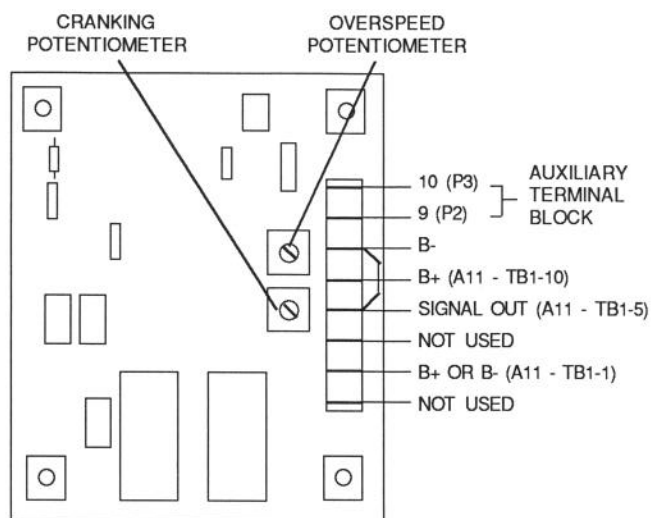 CRANKING
POTENTIOMETER
OVERSPEED
POTENTIOMETER
10 (P3)
9 (P2)
AUXILIARY
TERMINAL
BLOCK
B-
B+ (A11 - TB1-10)
SIGNAL OUT (A11 - TB1-5)
NOT USED
B+ OR B- (A11 - TB1-1)
NOT USED